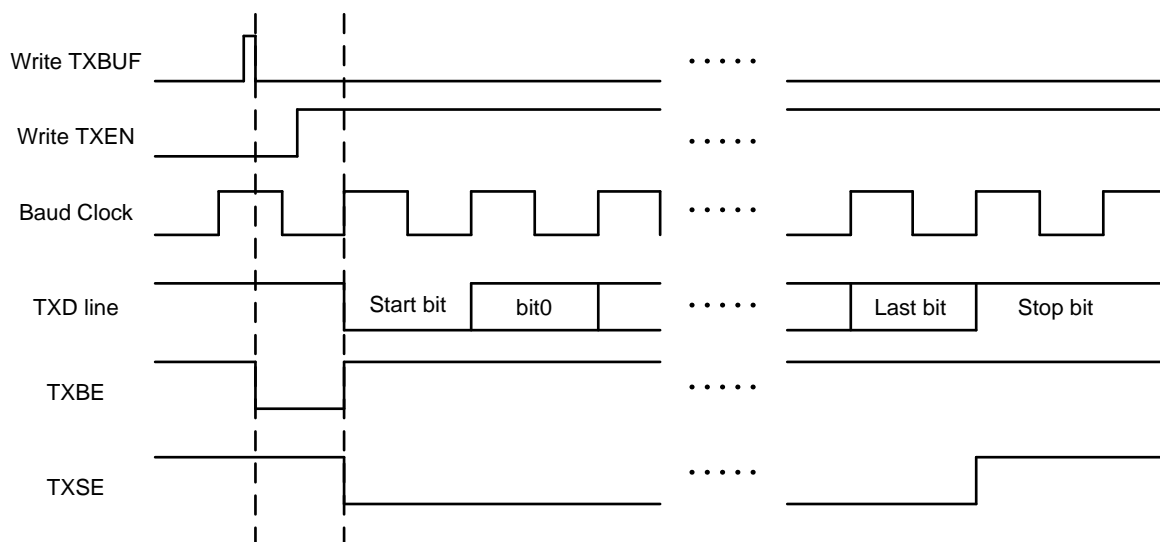 Write TXBUF
Write TXEN
Baud Clock
TXD line
Start bit
bit0
Last bit
Stop bit
TXBE
TXSE